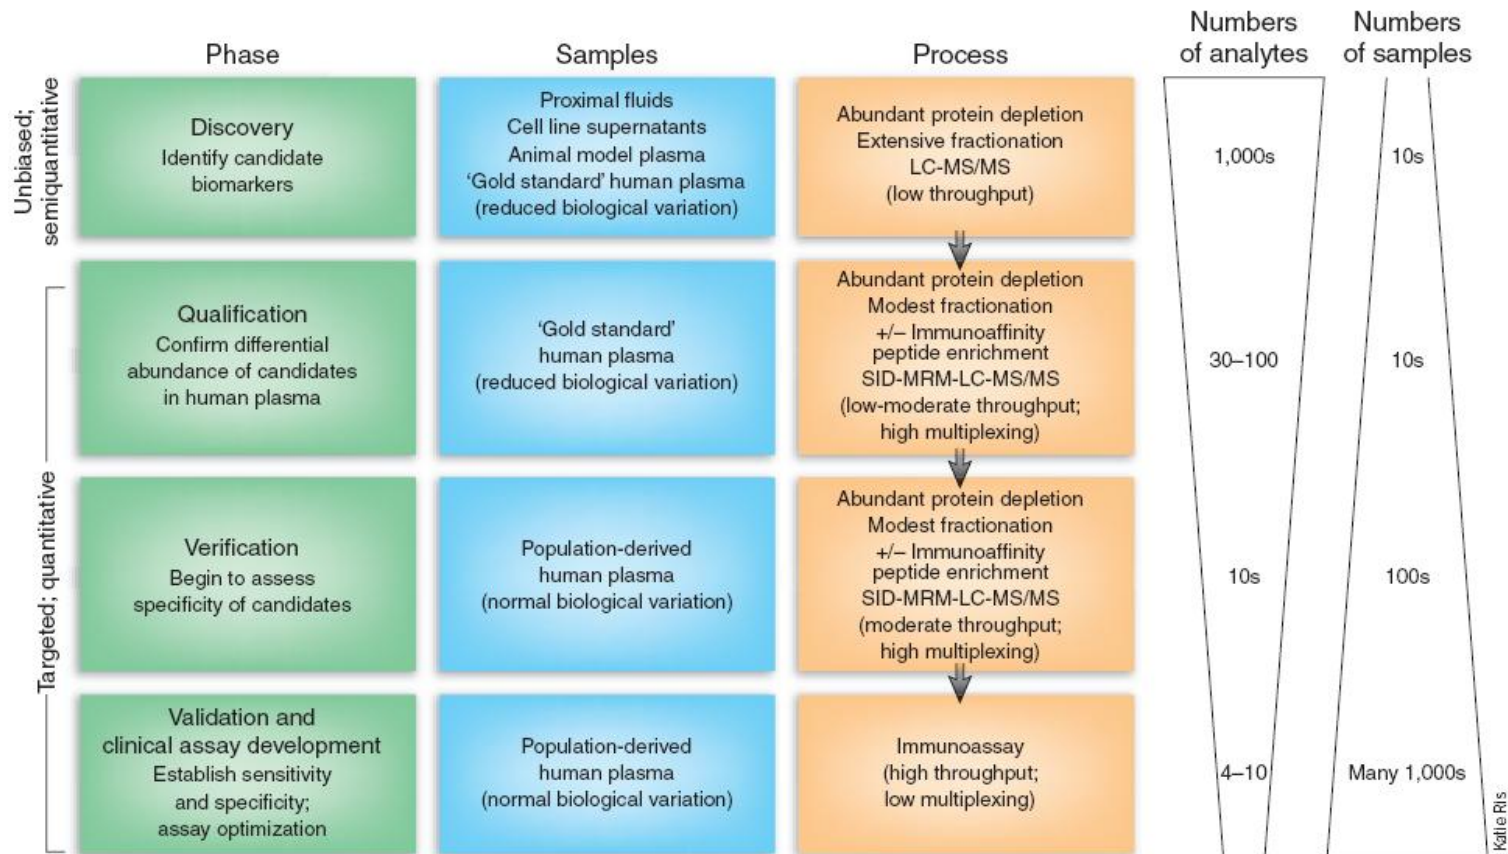 Phase
Samples
Process
Numbers
of analytes
Numbers
of samples
Unbiased;
semiquantitative
Discovery
Identify candidate
biomarkers
Proximal fluids
Cell line supernatants
Animal model plasma
‘Gold standard’ human plasma
(reduced biological variation)
Abundant protein depletion
Extensive fractionation
LC-MS/MS
(low throughput)
1,000s
10s
Targeted; quantitative
Qualification
Confirm differential
abundance of candidates
in human plasma
‘Gold standard’
human plasma
(reduced biological variation)
Abundant protein depletion
Modest fractionation
+/– Immunoaffinity
peptide enrichment
SID-MRM-LC-MS/MS
(low-moderate throughput;
high multiplexing)
30–100
10s
Verification
Begin to assess
specificity of candidates
Population-derived
human plasma
(normal biological variation)
Abundant protein depletion
Modest fractionation
+/– Immunoaffinity
peptide enrichment
SID-MRM-LC-MS/MS
(moderate throughput;
high multiplexing)
10s
100s
Validation and
clinical assay development
Establish sensitivity
and specificity;
assay optimization
Population-derived
human plasma
(normal biological variation)
Immunoassay
(high throughput;
low multiplexing)
4–10
Many 1,000s
Katie Ris